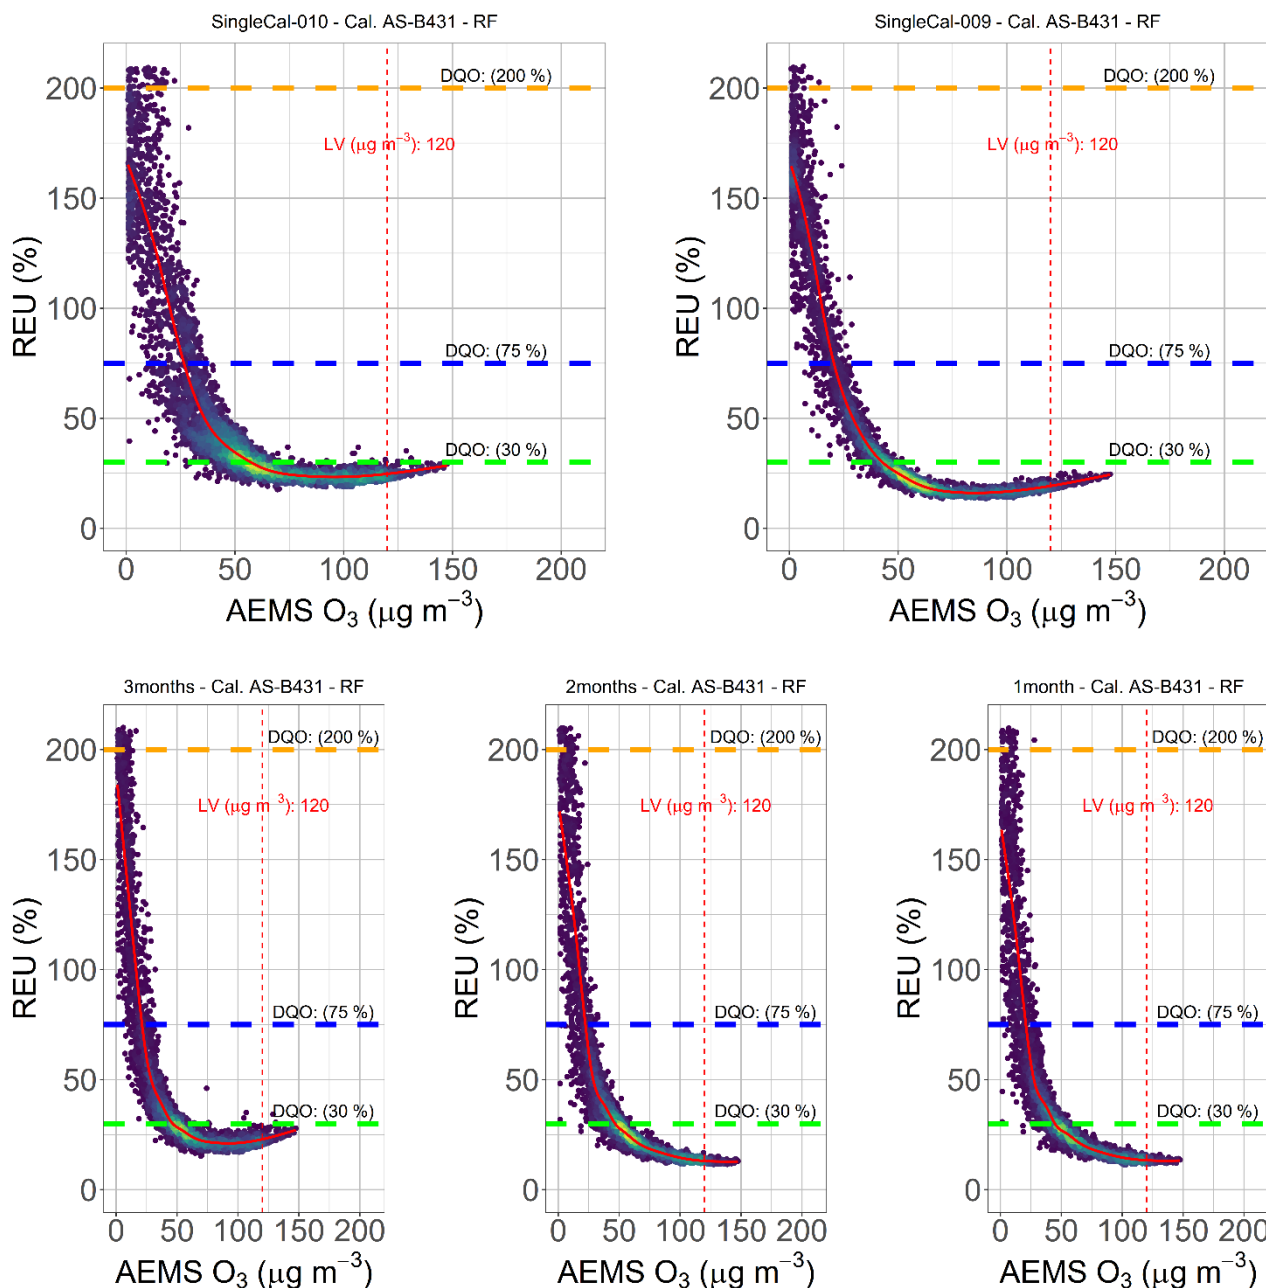 SingleCal-010 - Cal. AS-B431 - RF
REU (%)
200
150
100
50
0
DQO: (200 %)
LV (μg m⁻³): 120
DQO: (75 %)
DQO: (30 %)
0 50 100 150 200
AEMS O₃ (μg m⁻³)
SingleCal-009 - Cal. AS-B431 - RF
REU (%)
200
150
100
50
0
DQO: (200 %)
LV (μg m⁻³): 120
DQO: (75 %)
DQO: (30 %)
0 50 100 150 200
AEMS O₃ (μg m⁻³)
3months - Cal. AS-B431 - RF
REU (%)
200
150
100
50
0
DQO: (200 %)
LV (μg m⁻³): 120
DQO: (75 %)
DQO: (30 %)
0 50 100 150 200
AEMS O₃ (μg m⁻³)
2months - Cal. AS-B431 - RF
REU (%)
200
150
100
50
0
DQO: (200 %)
LV (μg m⁻³): 120
DQO: (75 %)
DQO: (30 %)
0 50 100 150 200
AEMS O₃ (μg m⁻³)
1month - Cal. AS-B431 - RF
REU (%)
200
150
100
50
0
DQO: (200 %)
LV (μg m⁻³): 120
DQO: (75 %)
DQO: (30 %)
0 50 100 150 200
AEMS O₃ (μg m⁻³)